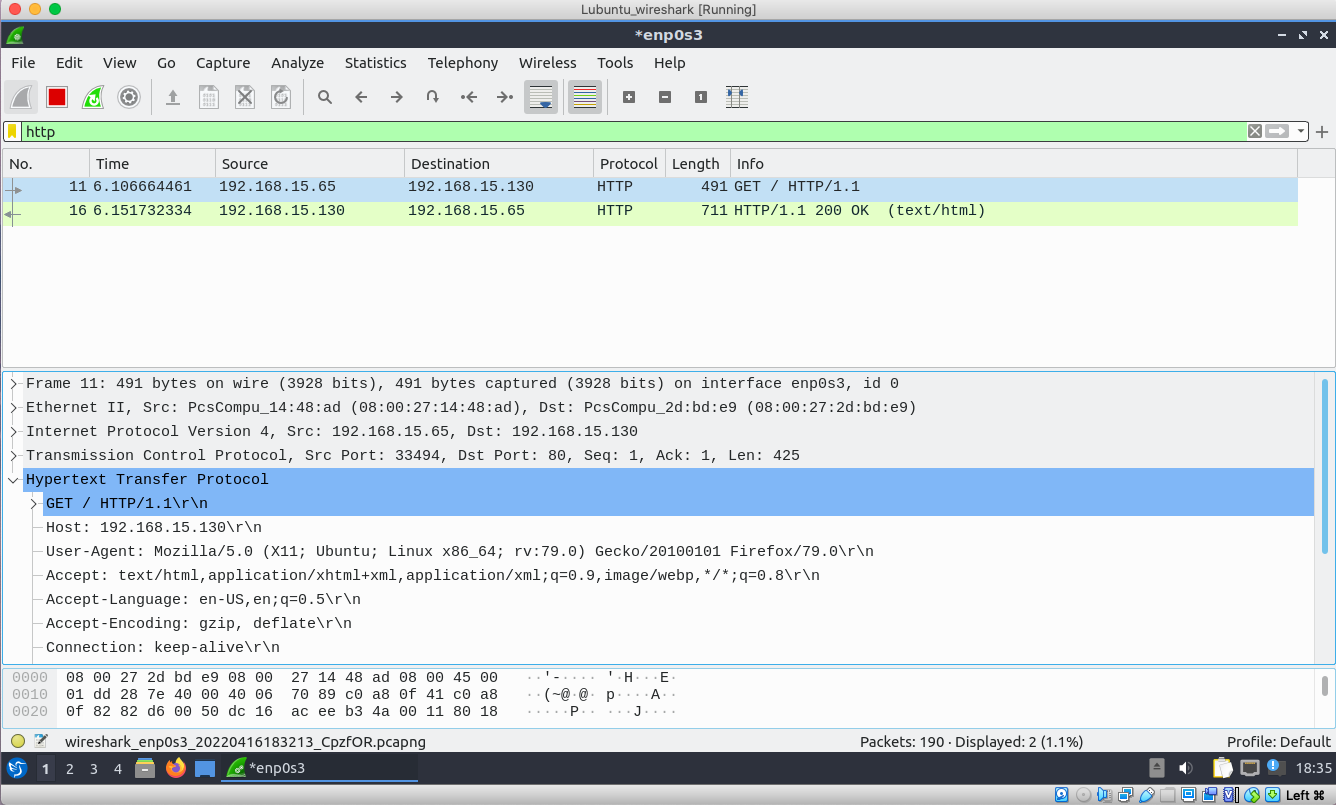 Lubuntu_wireshark [Running]
*enp0s3
File Edit View Go Capture Analyze Statistics Telephony Wireless Tools Help
http
No. Time Source Destination Protocol Length Info
11 6.106664461 192.168.15.65 192.168.15.130 HTTP 491 GET / HTTP/1.1
16 6.151732334 192.168.15.130 192.168.15.65 HTTP 711 HTTP/1.1 200 OK (text/html)
Frame 11: 491 bytes on wire (3928 bits), 491 bytes captured (3928 bits) on interface enp0s3, id 0
Ethernet II, Src: PcsCompu_14:48:ad (08:00:27:14:48:ad), Dst: PcsCompu_2d:bd:e9 (08:00:27:2d:bd:e9)
Internet Protocol Version 4, Src: 192.168.15.65, Dst: 192.168.15.130
Transmission Control Protocol, Src Port: 33494, Dst Port: 80, Seq: 1, Ack: 1, Len: 425
Hypertext Transfer Protocol
GET / HTTP/1.1\r\n
Host: 192.168.15.130\r\n
User-Agent: Mozilla/5.0 (X11; Ubuntu; Linux x86_64; rv:79.0) Gecko/20100101 Firefox/79.0\r\n
Accept: text/html,application/xhtml+xml,application/xml;q=0.9,image/webp,*/*;q=0.8\r\n
Accept-Language: en-US,en;q=0.5\r\n
Accept-Encoding: gzip, deflate\r\n
Connection: keep-alive\r\n
0000 08 00 27 2d bd e9 08 00 27 14 48 ad 08 00 45 00 ··'-···· '·H···E·
0010 01 dd 28 7e 40 00 40 06 70 89 c0 a8 0f 41 c0 a8 ··(~@·@· p····A··
0020 0f 82 82 d6 00 50 dc 16 ac ee b3 4a 00 11 80 18 ·····P·· ···J····
wireshark_enp0s3_20220416183213_CpzfOR.pcapng Packets: 190 · Displayed: 2 (1.1%) Profile: Default
1 2 3 4 *enp0s3 18:35
Left ⌘